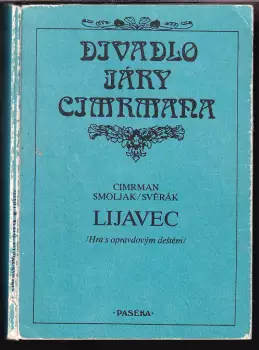 DIVADLO
JÁRY
CIMRMANA
CIMRMAN
SMOLJAK/SVĚRÁK
LIJAVEC
/Hra s opravdovým deštěm/
·PASEKA·